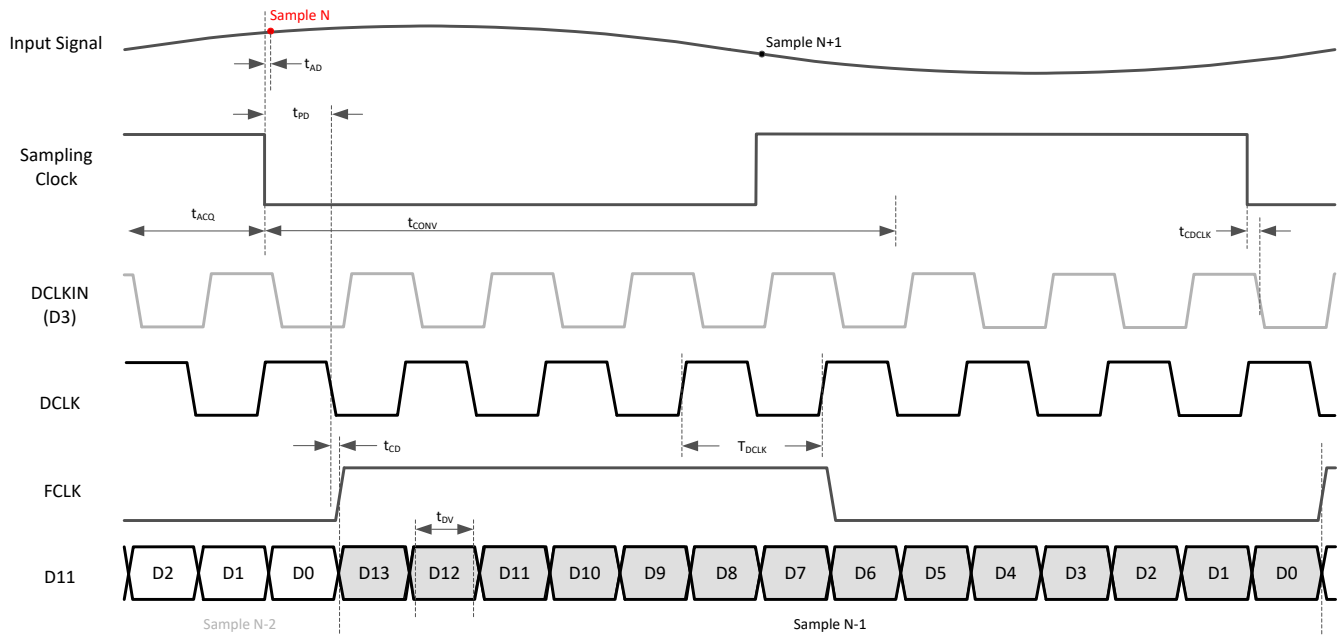 Sample N
Input Signal
Sample N+1
tAD
tPD
Sampling
Clock
tACQ
tCONV
tCDCLK
DCLKIN
(D3)
DCLK
tCD
TDCLK
FCLK
tDV
D11
D2 D1 D0 D13 D12 D11 D10 D9 D8 D7 D6 D5 D4 D3 D2 D1 D0
Sample N-2
Sample N-1